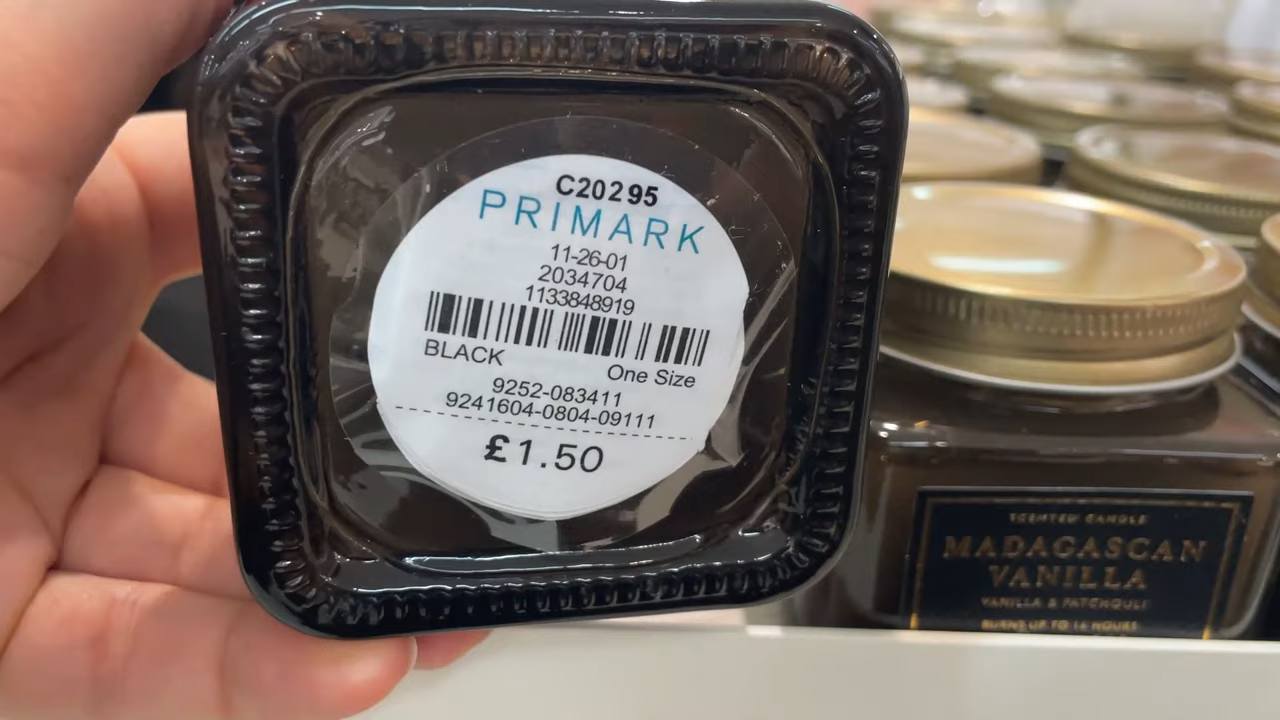 C20295
PRIMARK
11-26-01
2034704
1133848919
BLACK
One Size
9252-083411
9241604-0804-09111
£1.50
SCENTED CANDLE
MADAGASCAN
VANILLA
VANILLA & PATCHOULI
BURNS UP TO 14 HOURS